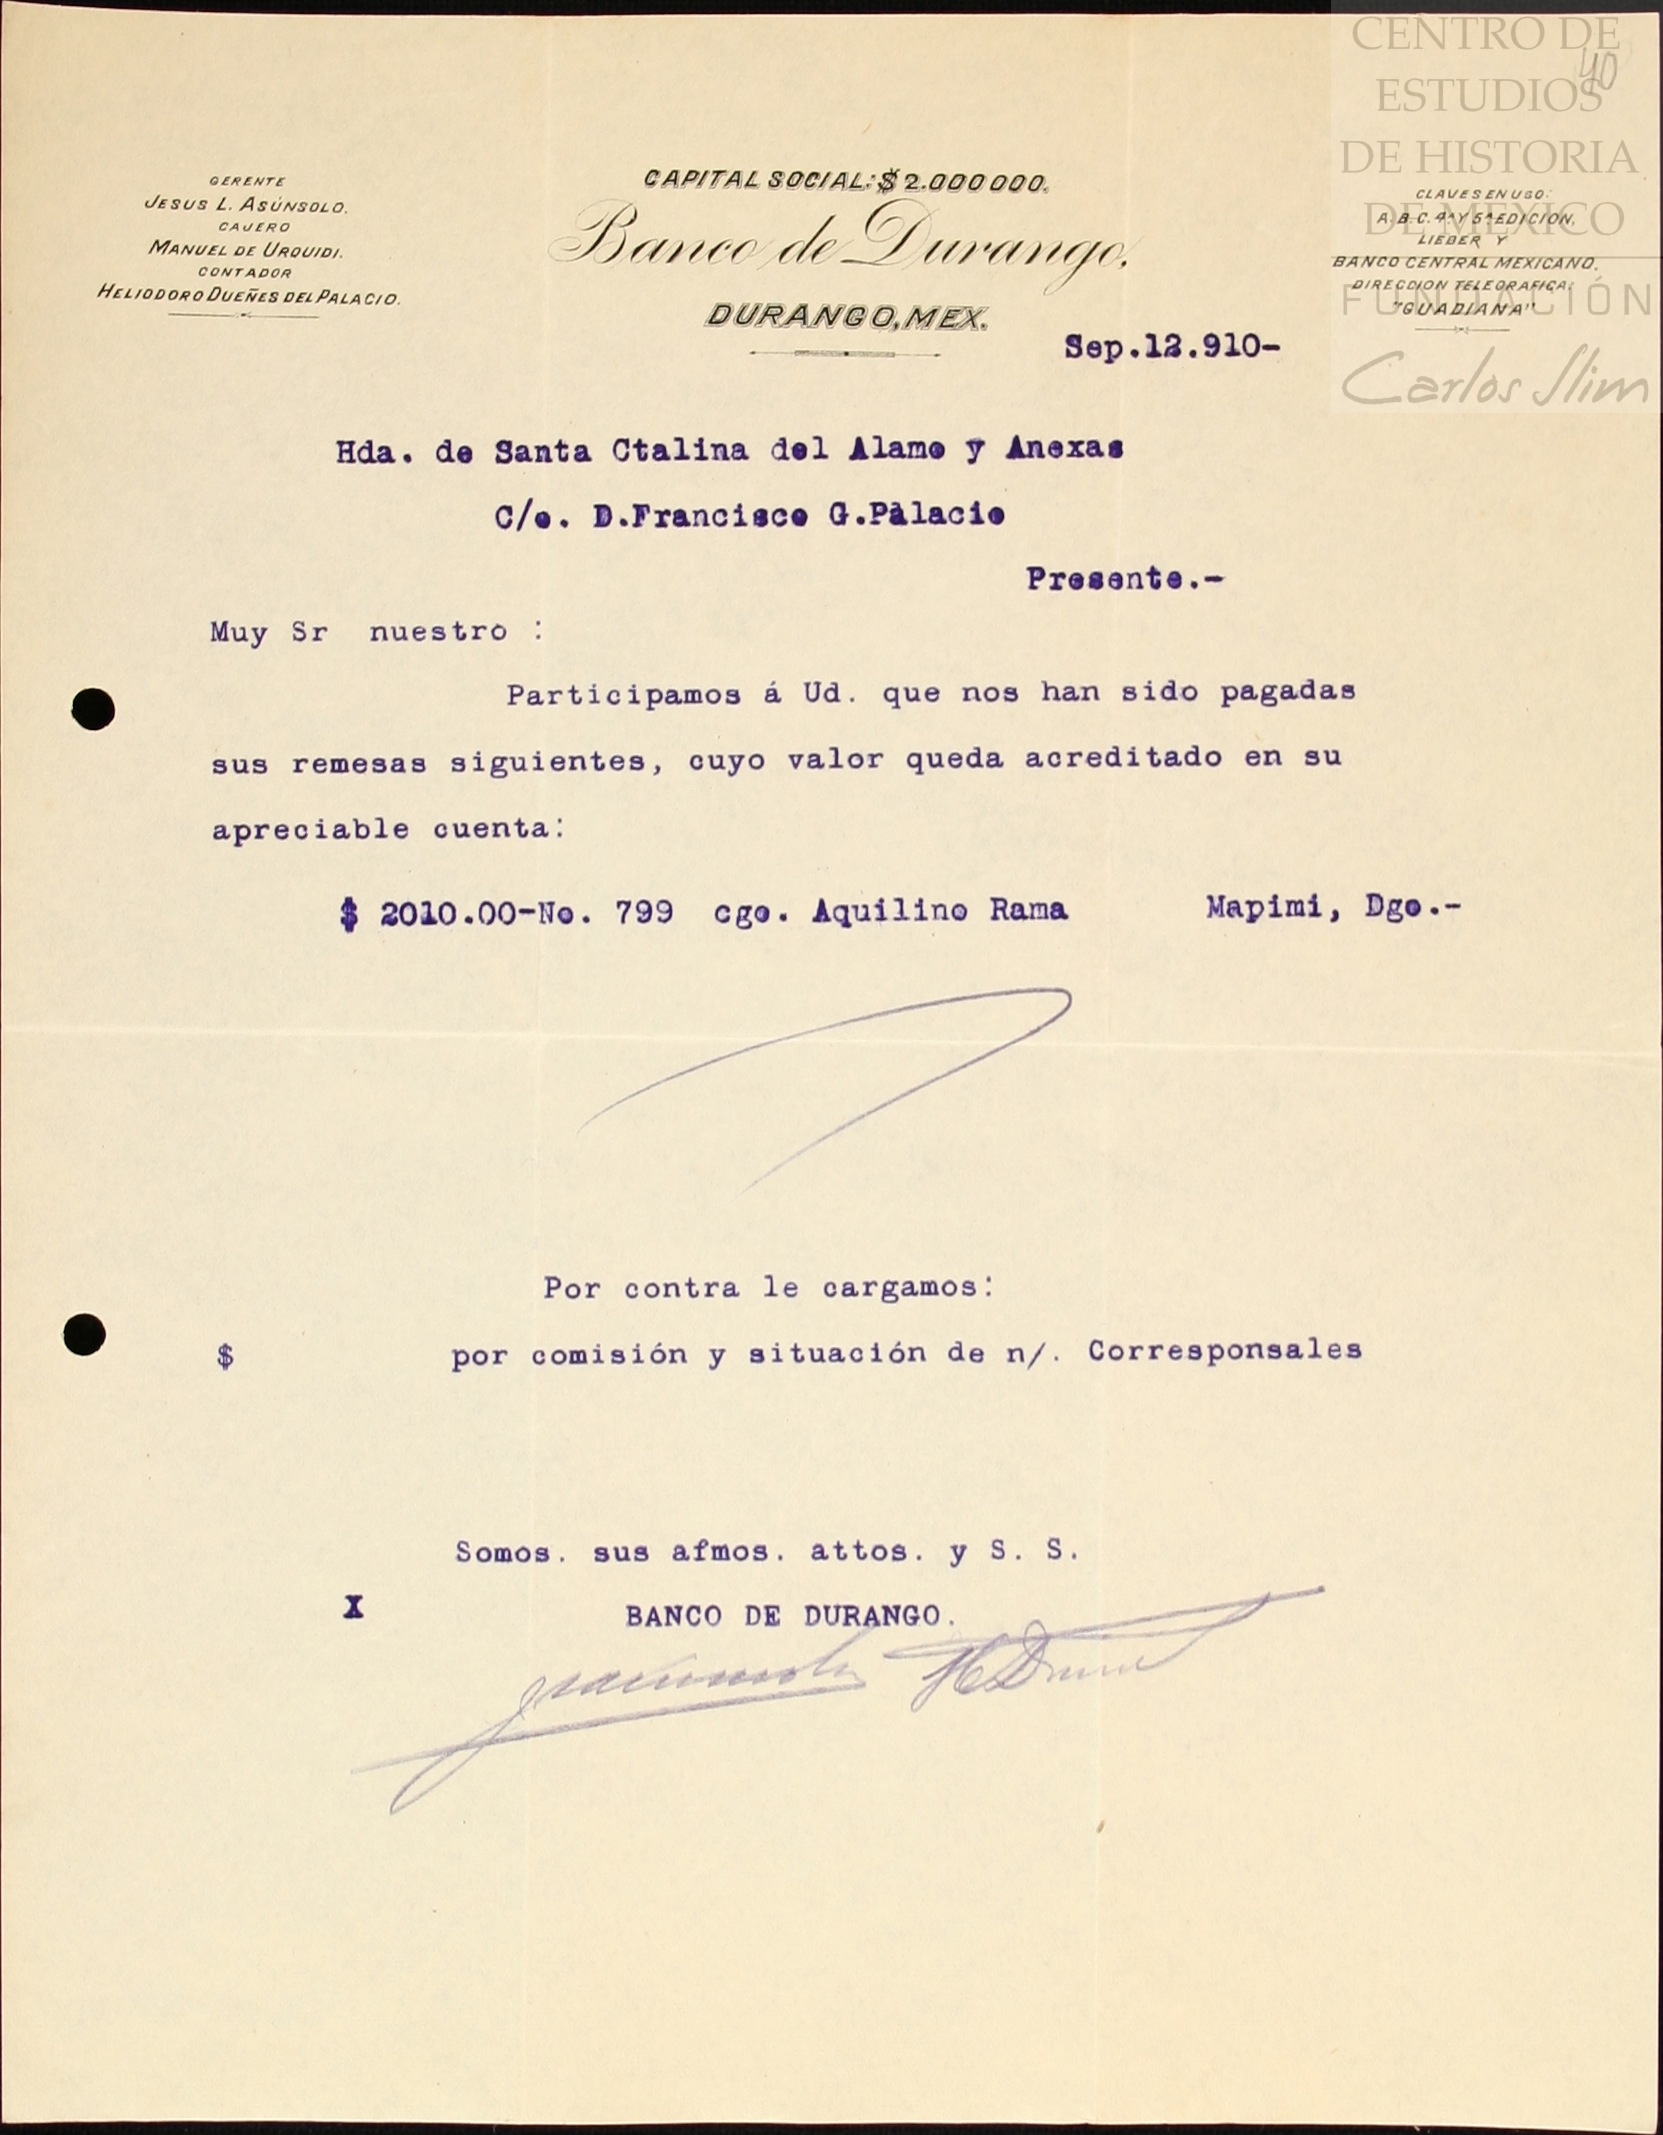 CENTRO DE
ESTUDIOS
DE HISTORIA
DE MEXICO
FUNDACIÓN
Carlos Slim
40
GERENTE
JESUS L. ASÚNSOLO.
CAJERO
MANUEL DE URQUIDI.
CONTADOR
HELIODORO DUEÑES DEL PALACIO.
CAPITAL SOCIAL: $ 2.000 000.
Banco de Durango,
DURANGO, MEX.
CLAVES EN USO:
A. B. C. 4ª Y 5ª EDICION,
LIEBER Y
BANCO CENTRAL MEXICANO.
DIRECCION TELEGRAFICA:
"GUADIANA"
Sep.12.910-
Hda. de Santa Ctalina del Alamo y Anexas
C/o. D.Francisco G.Pàlacio
Presente.-
Muy Sr nuestro :
Participamos á Ud. que nos han sido pagadas
sus remesas siguientes, cuyo valor queda acreditado en su
apreciable cuenta:
$ 2010.00-No. 799 cgo. Aquilino Rama Mapimi, Dgo.-
Por contra le cargamos:
$ por comisión y situación de n/. Corresponsales
Somos. sus afmos. attos. y S. S.
X BANCO DE DURANGO.